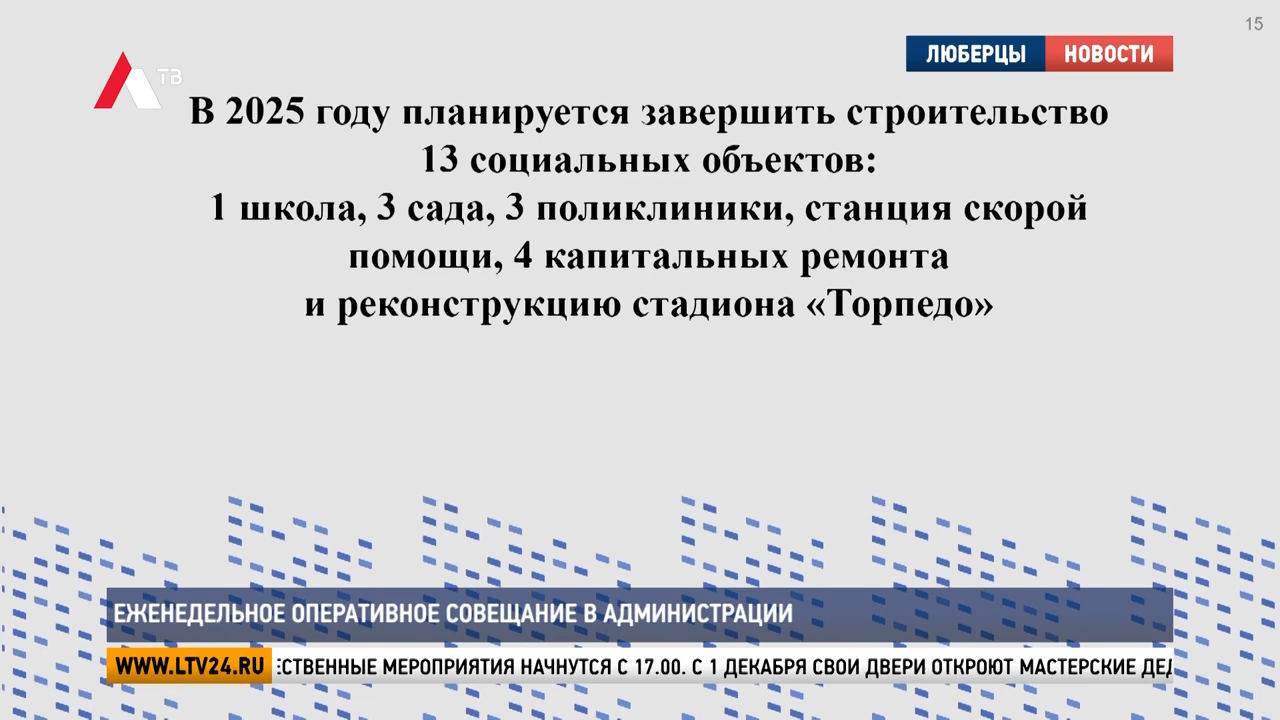 15
ЛЮБЕРЦЫ НОВОСТИ
ТВ
В 2025 году планируется завершить строительство
13 социальных объектов:
1 школа, 3 сада, 3 поликлиники, станция скорой
помощи, 4 капитальных ремонта
и реконструкцию стадиона «Торпедо»
ЕЖЕНЕДЕЛЬНОЕ ОПЕРАТИВНОЕ СОВЕЩАНИЕ В АДМИНИСТРАЦИИ
WWW.LTV24.RU МЕРОПРИЯТИЯ НАЧНУТСЯ С 17.00. С 1 ДЕКАБРЯ СВОИ ДВЕРИ ОТКРОЮТ МАСТЕРСКИЕ